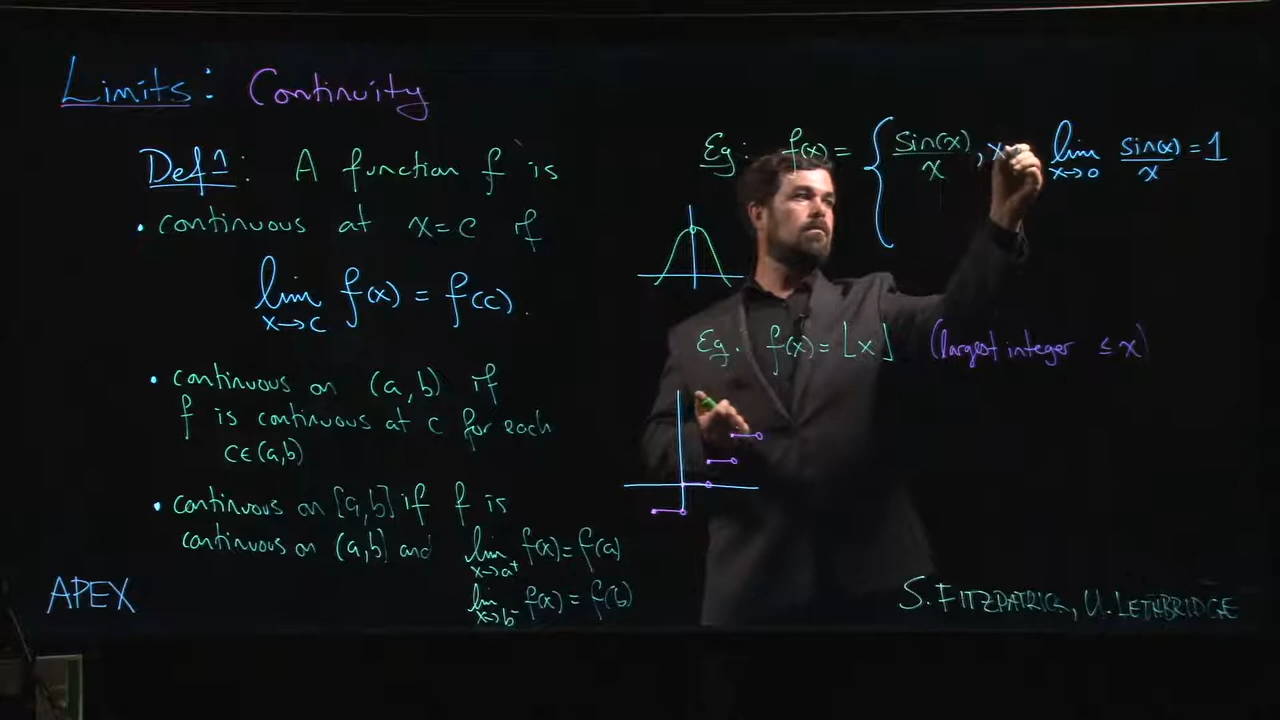 Limits: Continuity
Defn: A function f is
• continuous at x=c if
lim x→c f(x) = f(c).
• continuous on (a,b) if
f is continuous at c for each
c∈(a,b)
• continuous on [a,b] if f is
continuous on (a,b) and lim x→a⁺ f(x) = f(a)
lim x→b⁻ f(x) = f(b)
APEX
Eg: f(x) = { sin(x)/x, x
lim x→0 sin(x)/x = 1
Eg. f(x) = ⌊x⌋ (largest integer ≤ x)
S. FITZPATRICK, U. LETHBRIDGE